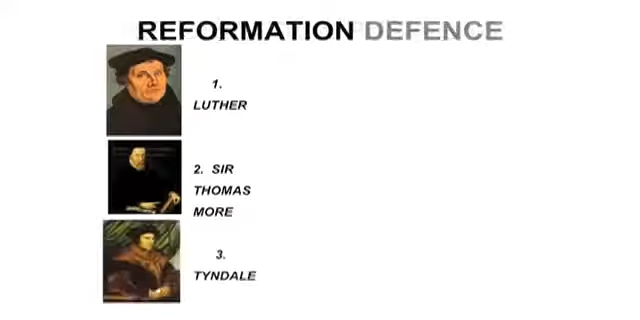 REFORMATION DEFENCE
1.
LUTHER
2. SIR
THOMAS
MORE
3.
TYNDALE